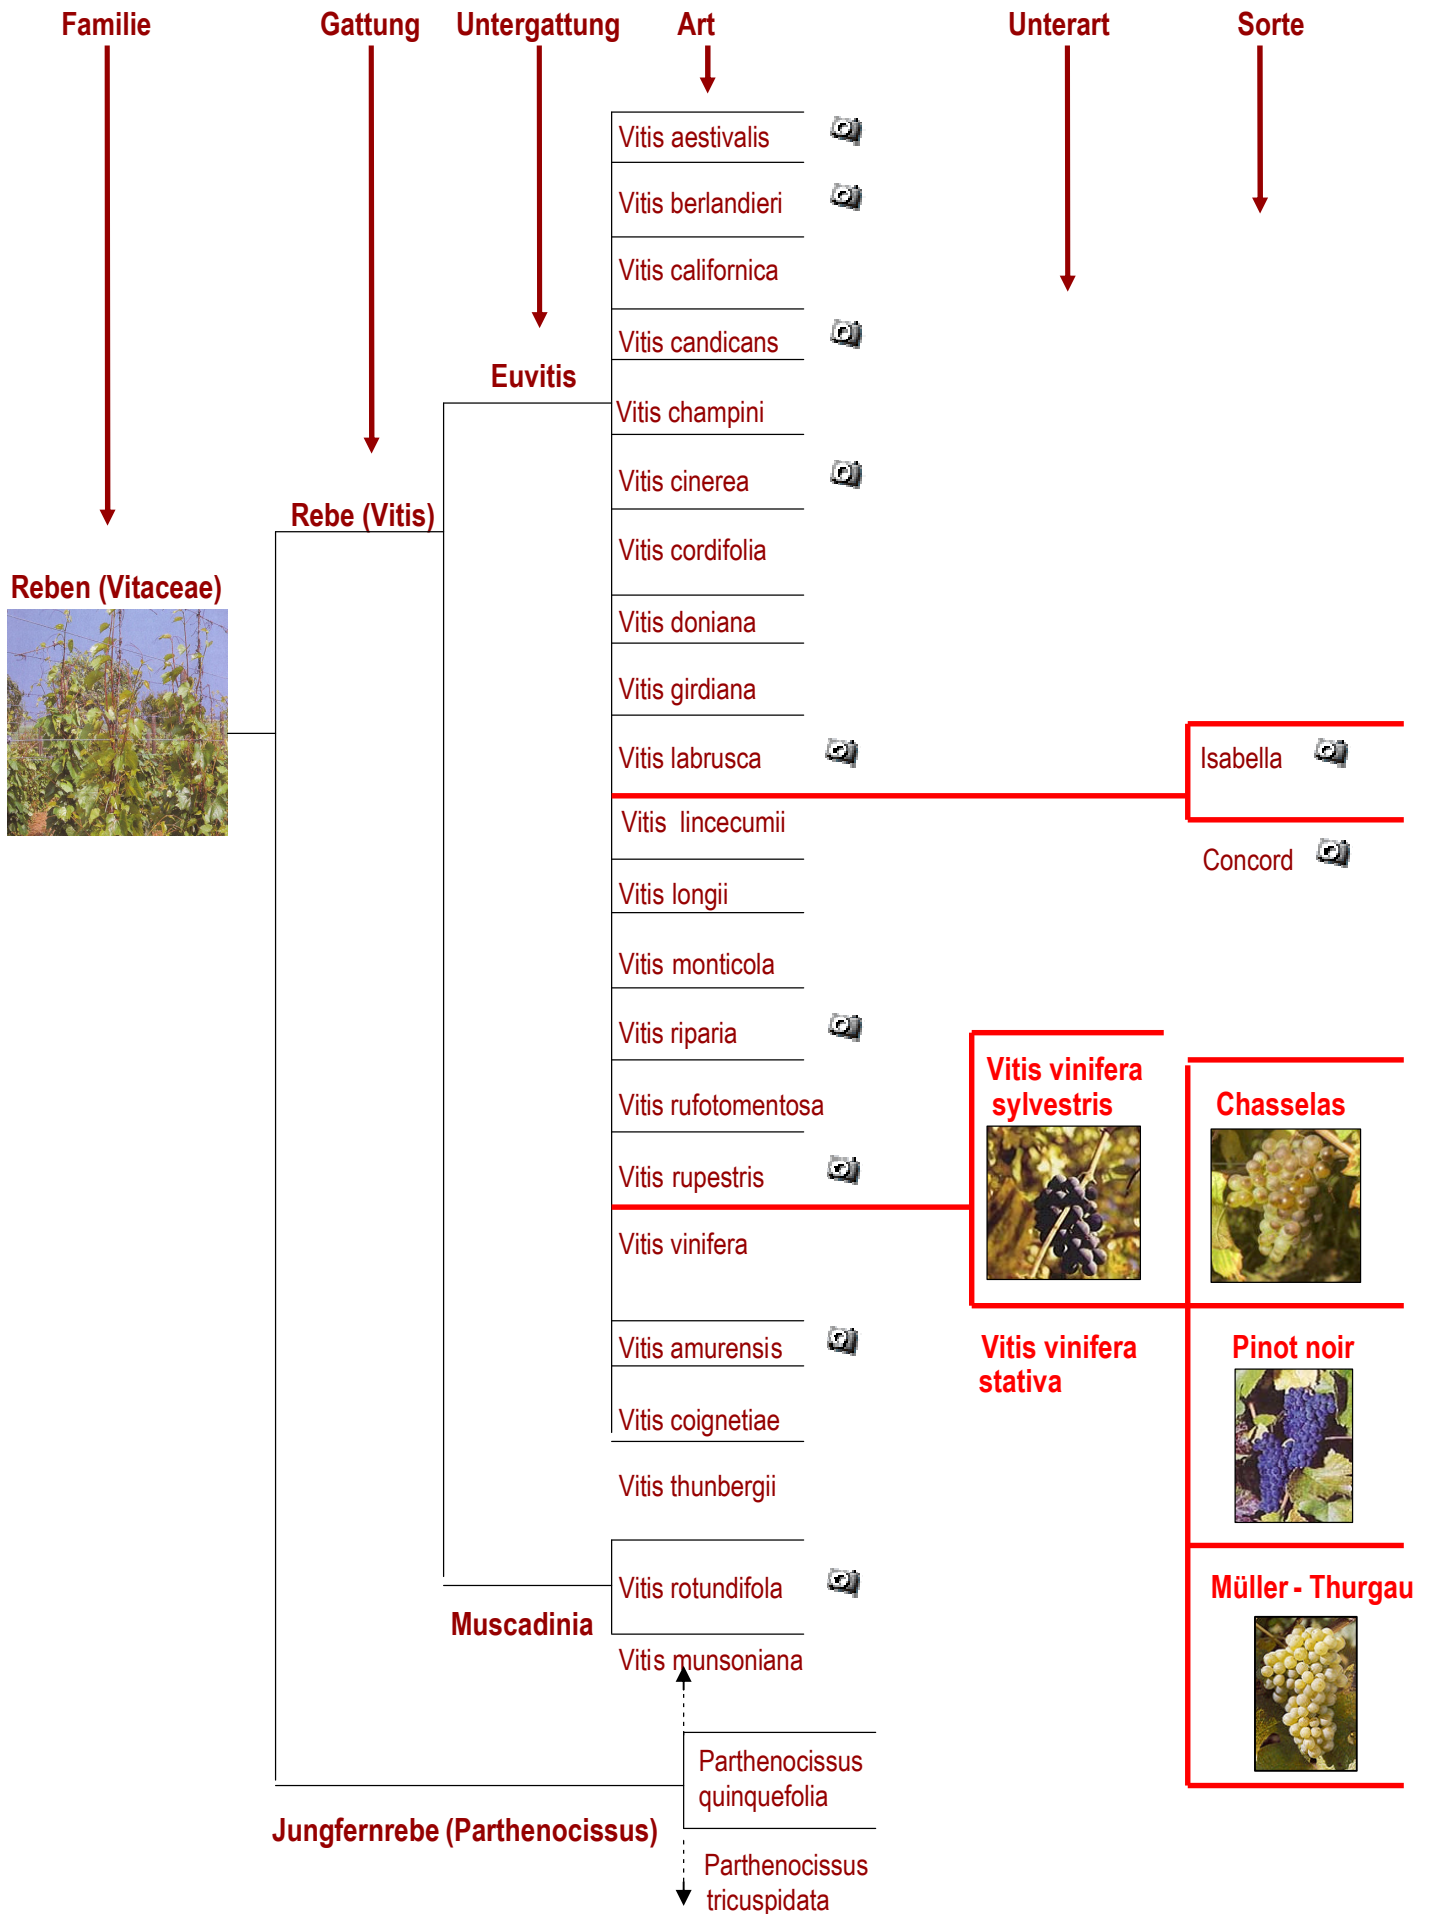 Familie Gattung Untergattung Art Unterart Sorte
Vitis aestivalis
Vitis berlandieri
Vitis californica
Vitis candicans
Euvitis
Vitis champini
Vitis cinerea
Rebe (Vitis)
Vitis cordifolia
Reben (Vitaceae)
Vitis doniana
Vitis girdiana
Vitis labrusca
Isabella
Vitis lincecumii
Concord
Vitis longii
Vitis monticola
Vitis riparia
Vitis vinifera
sylvestris
Vitis rufotomentosa
Chasselas
Vitis rupestris
Vitis vinifera
Vitis amurensis
Vitis vinifera
stativa
Pinot noir
Vitis coignetiae
Vitis thunbergii
Vitis rotundifola
Müller - Thurgau
Muscadinia
Vitis munsoniana
Parthenocissus
quinquefolia
Jungfernrebe (Parthenocissus)
Parthenocissus
tricuspidata